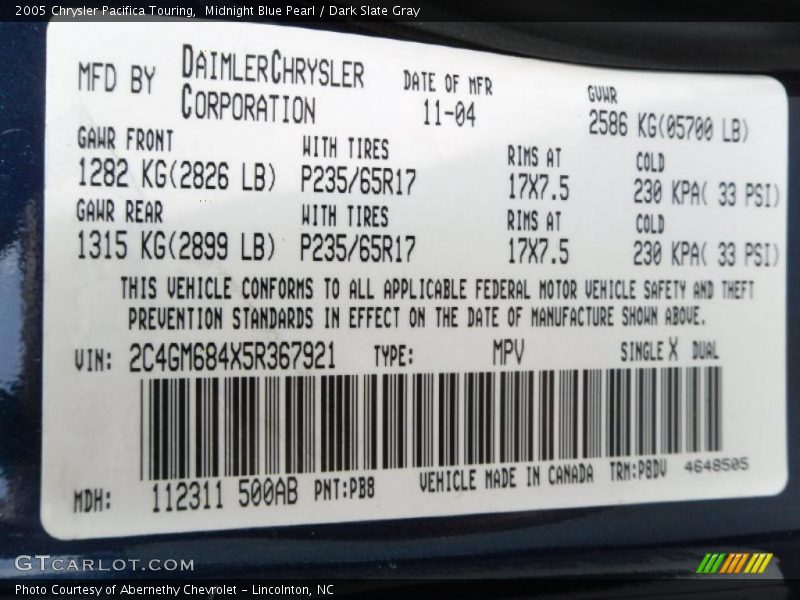 2005 Chrysler Pacifica Touring,  Midnight Blue Pearl / Dark Slate Gray
MFD BY DAIMLERCHRYSLER CORPORATION DATE OF MFR 11-04 GVWR 2586 KG(05700 LB)
GAWR FRONT WITH TIRES RIMS AT COLD
1282 KG(2826 LB) P235/65R17 17X7.5 230 KPA( 33 PSI)
GAWR REAR WITH TIRES RIMS AT COLD
1315 KG(2899 LB) P235/65R17 17X7.5 230 KPA( 33 PSI)
THIS VEHICLE CONFORMS TO ALL APPLICABLE FEDERAL MOTOR VEHICLE SAFETY AND THEFT
PREVENTION STANDARDS IN EFFECT ON THE DATE OF MANUFACTURE SHOWN ABOVE.
VIN: 2C4GM684X5R367921 TYPE: MPV SINGLE X DUAL
MDH: 112311 500AB PNT:PB8 VEHICLE MADE IN CANADA TRM:P8DV 4648505
GTCARLOT.COM
Photo Courtesy of Abernethy Chevrolet – Lincolnton, NC